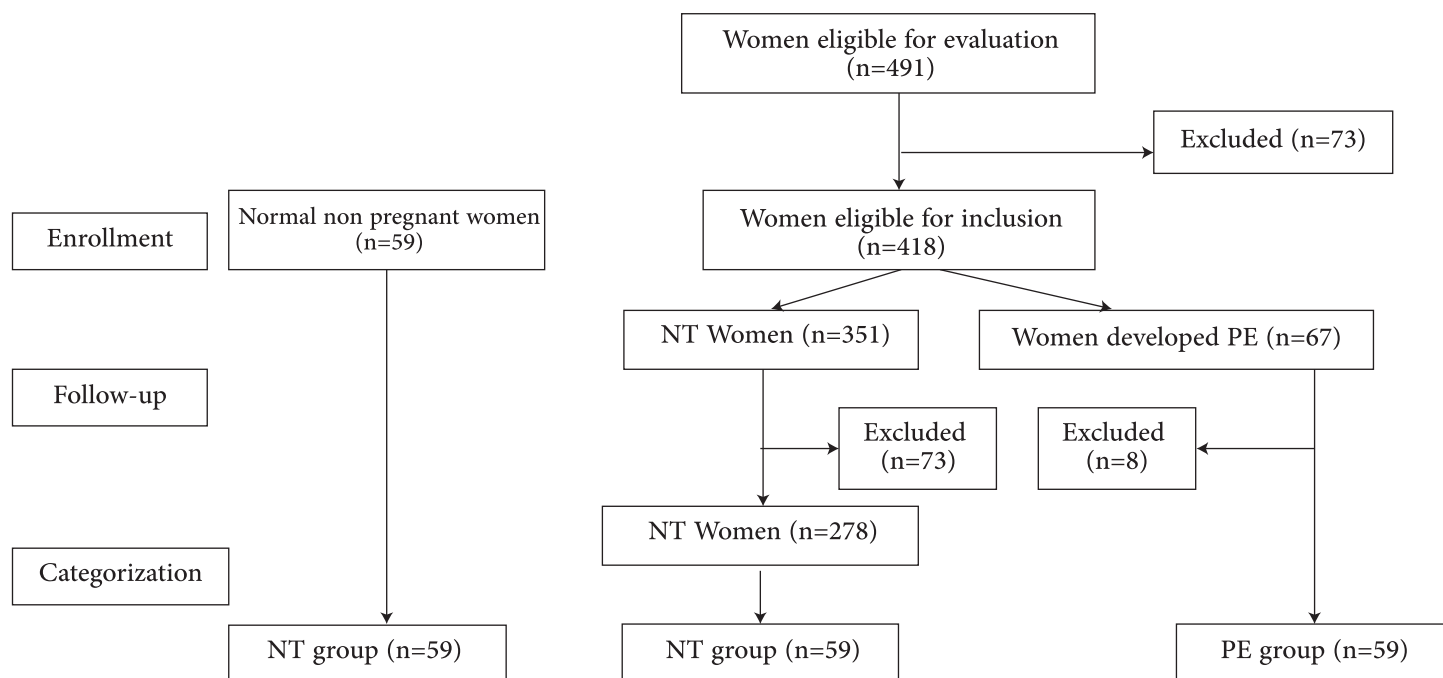 Women eligible for evaluation
(n=491)
Excluded (n=73)
Enrollment
Normal non pregnant women
(n=59)
Women eligible for inclusion
(n=418)
NT Women (n=351)
Women developed PE (n=67)
Follow-up
Excluded
(n=73)
Excluded
(n=8)
NT Women (n=278)
Categorization
NT group (n=59)
NT group (n=59)
PE group (n=59)